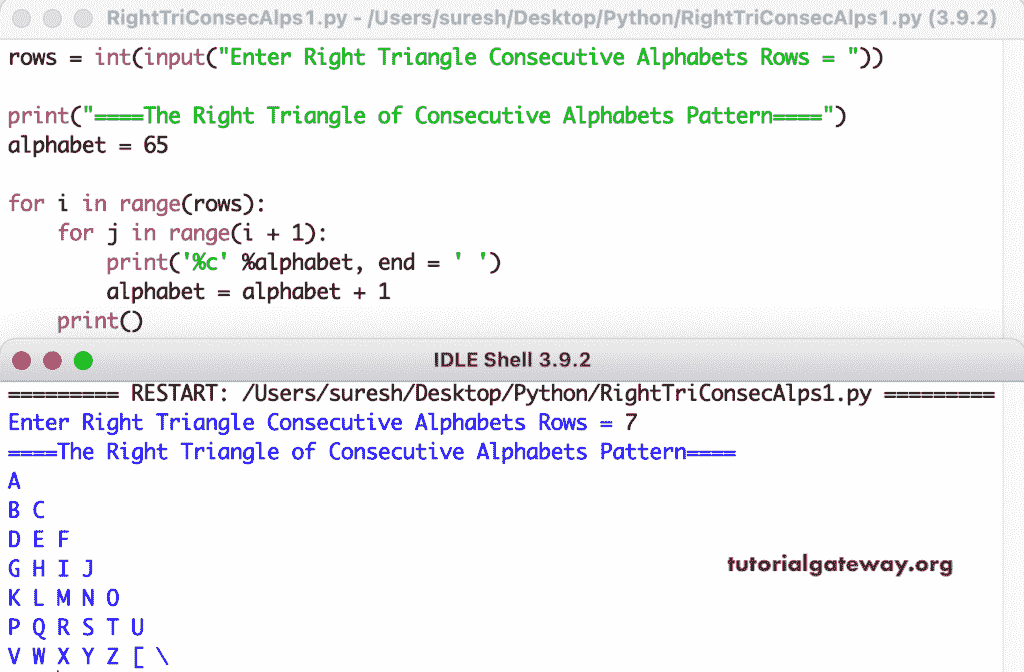 RightTriConsecAlps1.py - /Users/suresh/Desktop/Python/RightTriConsecAlps1.py (3.9.2)
rows = int(input("Enter Right Triangle Consecutive Alphabets Rows = "))
print("====The Right Triangle of Consecutive Alphabets Pattern====")
alphabet = 65
for i in range(rows):
    for j in range(i + 1):
        print('%c' %alphabet, end = ' ')
        alphabet = alphabet + 1
    print()
IDLE Shell 3.9.2
========= RESTART: /Users/suresh/Desktop/Python/RightTriConsecAlps1.py =========
Enter Right Triangle Consecutive Alphabets Rows = 7
====The Right Triangle of Consecutive Alphabets Pattern====
A
B C
D E F
G H I J
tutorialgateway.org
K L M N O
P Q R S T U
V W X Y Z [ \